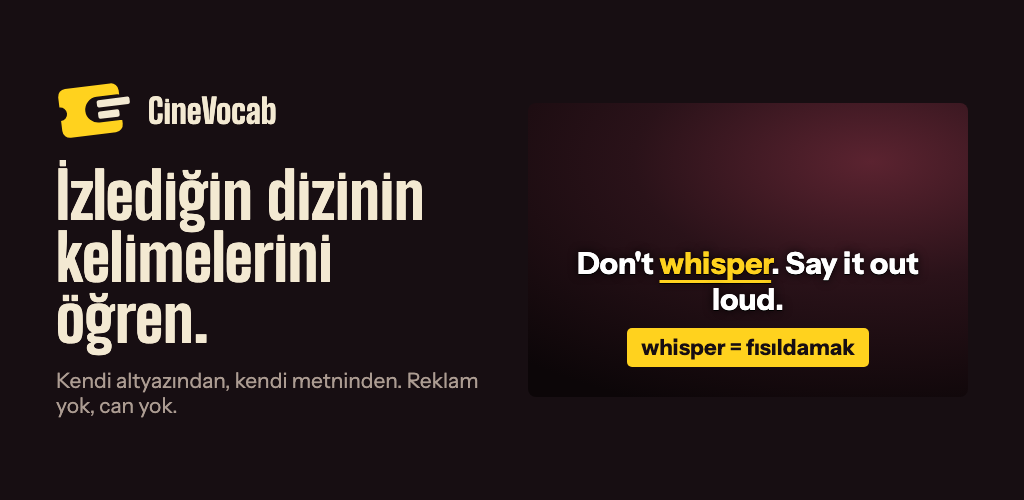 CineVocab
İzlediğin dizinin
kelimelerini
öğren.
Kendi altyazından, kendi metninden. Reklam
yok, can yok.
Don't whisper. Say it out
loud.
whisper = fısıldamak